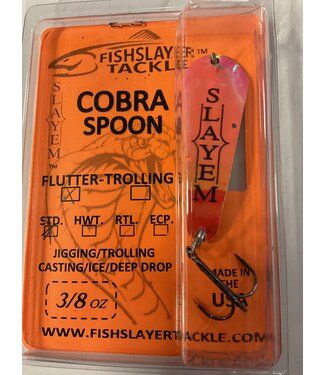 FISHSLAYER™
TACKLE
SLAYEM™
COBRA
SPOON
SLAYEM
FLUTTER-TROLLING
STD. HWT. RTL. ECP.
JIGGING/TROLLING
CASTING/ICE/DEEP DROP
3/8 oz
MADE IN
THE
USA
WWW.FISHSLAYERTACKLE.COM